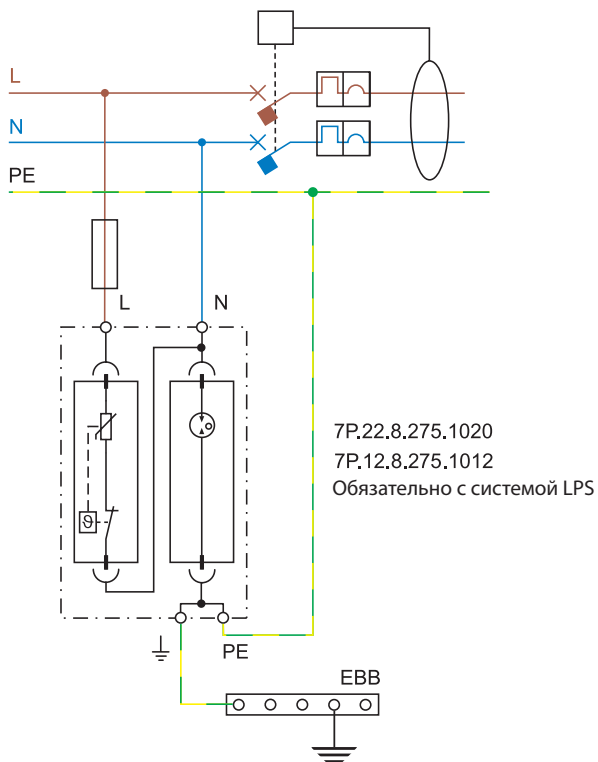 L
N
PE
L
N
7P.22.8.275.1020
7P.12.8.275.1012
Обязательно с системой LPS
ϑ
PE
EBB